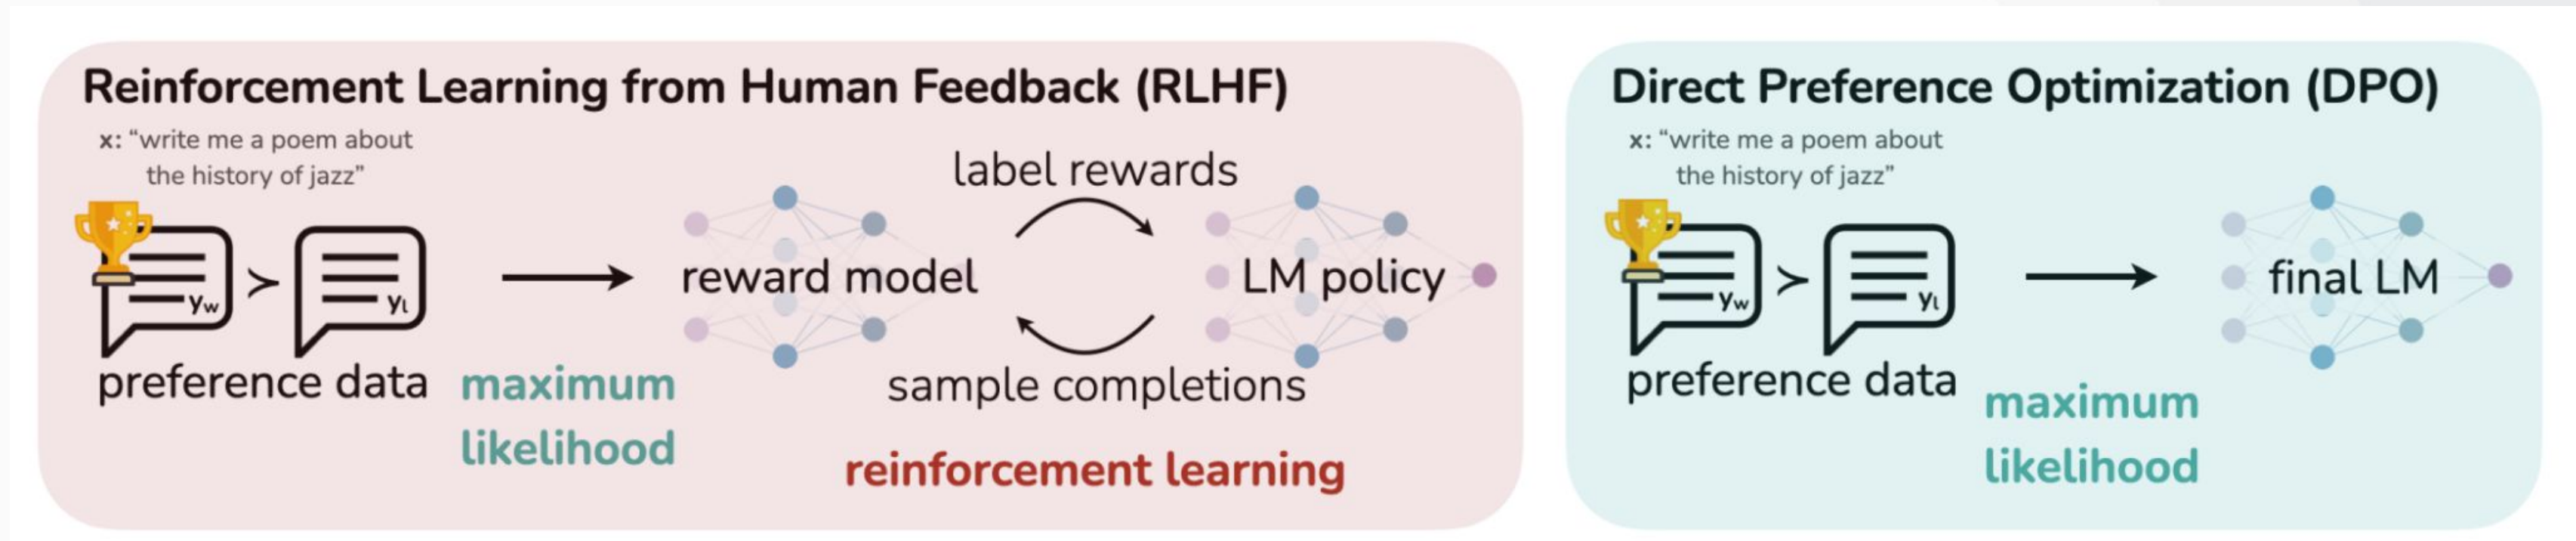 Reinforcement Learning from Human Feedback (RLHF)
x: “write me a poem about
the history of jazz”
label rewards
yw
≻
yl
reward model
LM policy
preference data
maximum
likelihood
sample completions
reinforcement learning
Direct Preference Optimization (DPO)
x: “write me a poem about
the history of jazz”
yw
≻
yl
final LM
preference data
maximum
likelihood